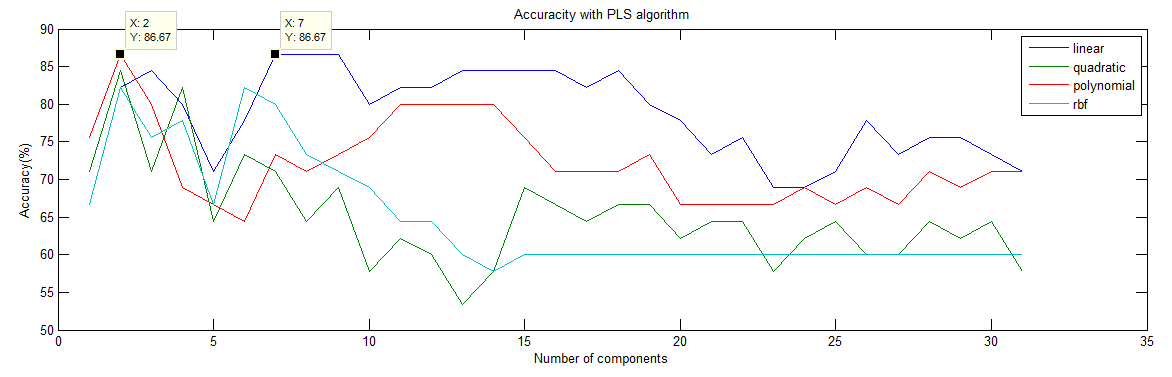 Accuracity with PLS algorithm
X: 2
Y: 86.67
X: 7
Y: 86.67
linear
quadratic
polynomial
rbf
Accuracy(%)
90
85
80
75
70
65
60
55
50
0
5
10
15
20
25
30
35
Number of components